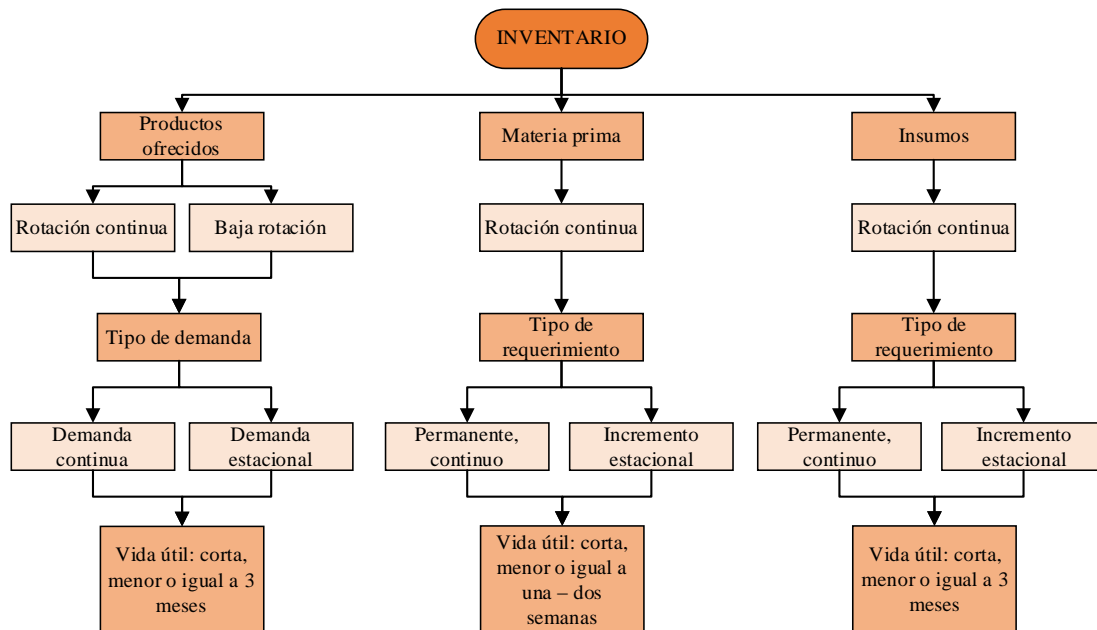 INVENTARIO
Productos
ofrecidos
Materia prima
Insumos
Rotación continua
Baja rotación
Rotación continua
Rotación continua
Tipo de demanda
Tipo de
requerimiento
Tipo de
requerimiento
Demanda
continua
Demanda
estacional
Permanente,
continuo
Incremento
estacional
Permanente,
continuo
Incremento
estacional
Vida útil: corta,
menor o igual a 3
meses
Vida útil: corta,
menor o igual a
una – dos
semanas
Vida útil: corta,
menor o igual a 3
meses